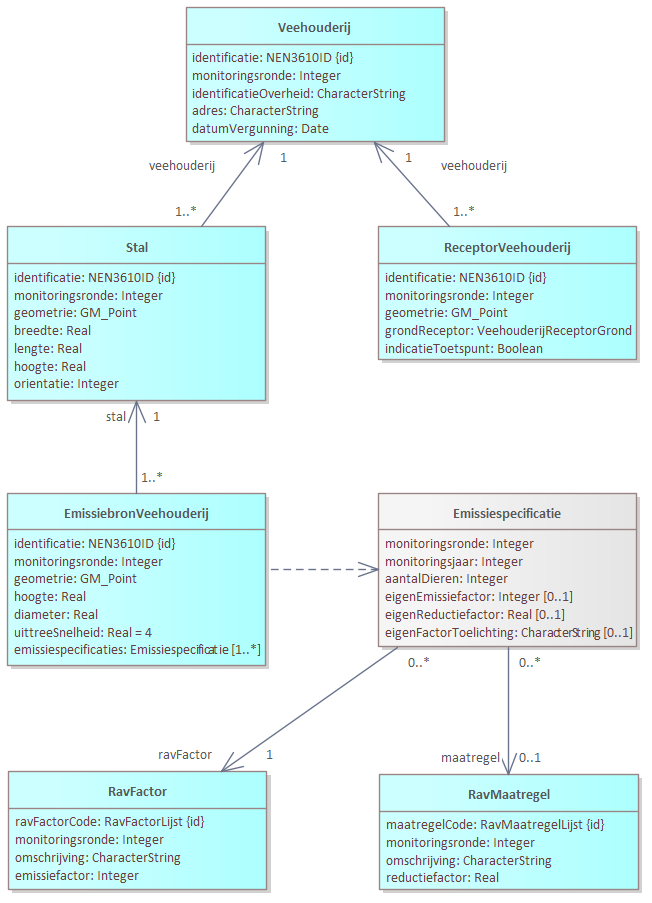 Veehouderij
identificatie: NEN3610ID {id}
monitoringsronde: Integer
identificatieOverheid: CharacterString
adres: CharacterString
datumVergunning: Date
veehouderij
1
1
veehouderij
1..*
1..*
Stal
identificatie: NEN3610ID {id}
monitoringsronde: Integer
geometrie: GM_Point
breedte: Real
lengte: Real
hoogte: Real
orientatie: Integer
ReceptorVeehouderij
identificatie: NEN3610ID {id}
monitoringsronde: Integer
geometrie: GM_Point
grondReceptor: VeehouderijReceptorGrond
indicatieToetspunt: Boolean
stal
1
1..*
EmissiebronVeehouderij
identificatie: NEN3610ID {id}
monitoringsronde: Integer
geometrie: GM_Point
hoogte: Real
diameter: Real
uittreeSnelheid: Real = 4
emissiespecificaties: Emissiespecificatie [1..*]
Emissiespecificatie
monitoringsronde: Integer
monitoringsjaar: Integer
aantalDieren: Integer
eigenEmissiefactor: Integer [0..1]
eigenReductiefactor: Real [0..1]
eigenFactorToelichting: CharacterString [0..1]
0..*
0..*
ravFactor
1
maatregel
0..1
RavFactor
ravFactorCode: RavFactorLijst {id}
monitoringsronde: Integer
omschrijving: CharacterString
emissiefactor: Integer
RavMaatregel
maatregelCode: RavMaatregelLijst {id}
monitoringsronde: Integer
omschrijving: CharacterString
reductiefactor: Real